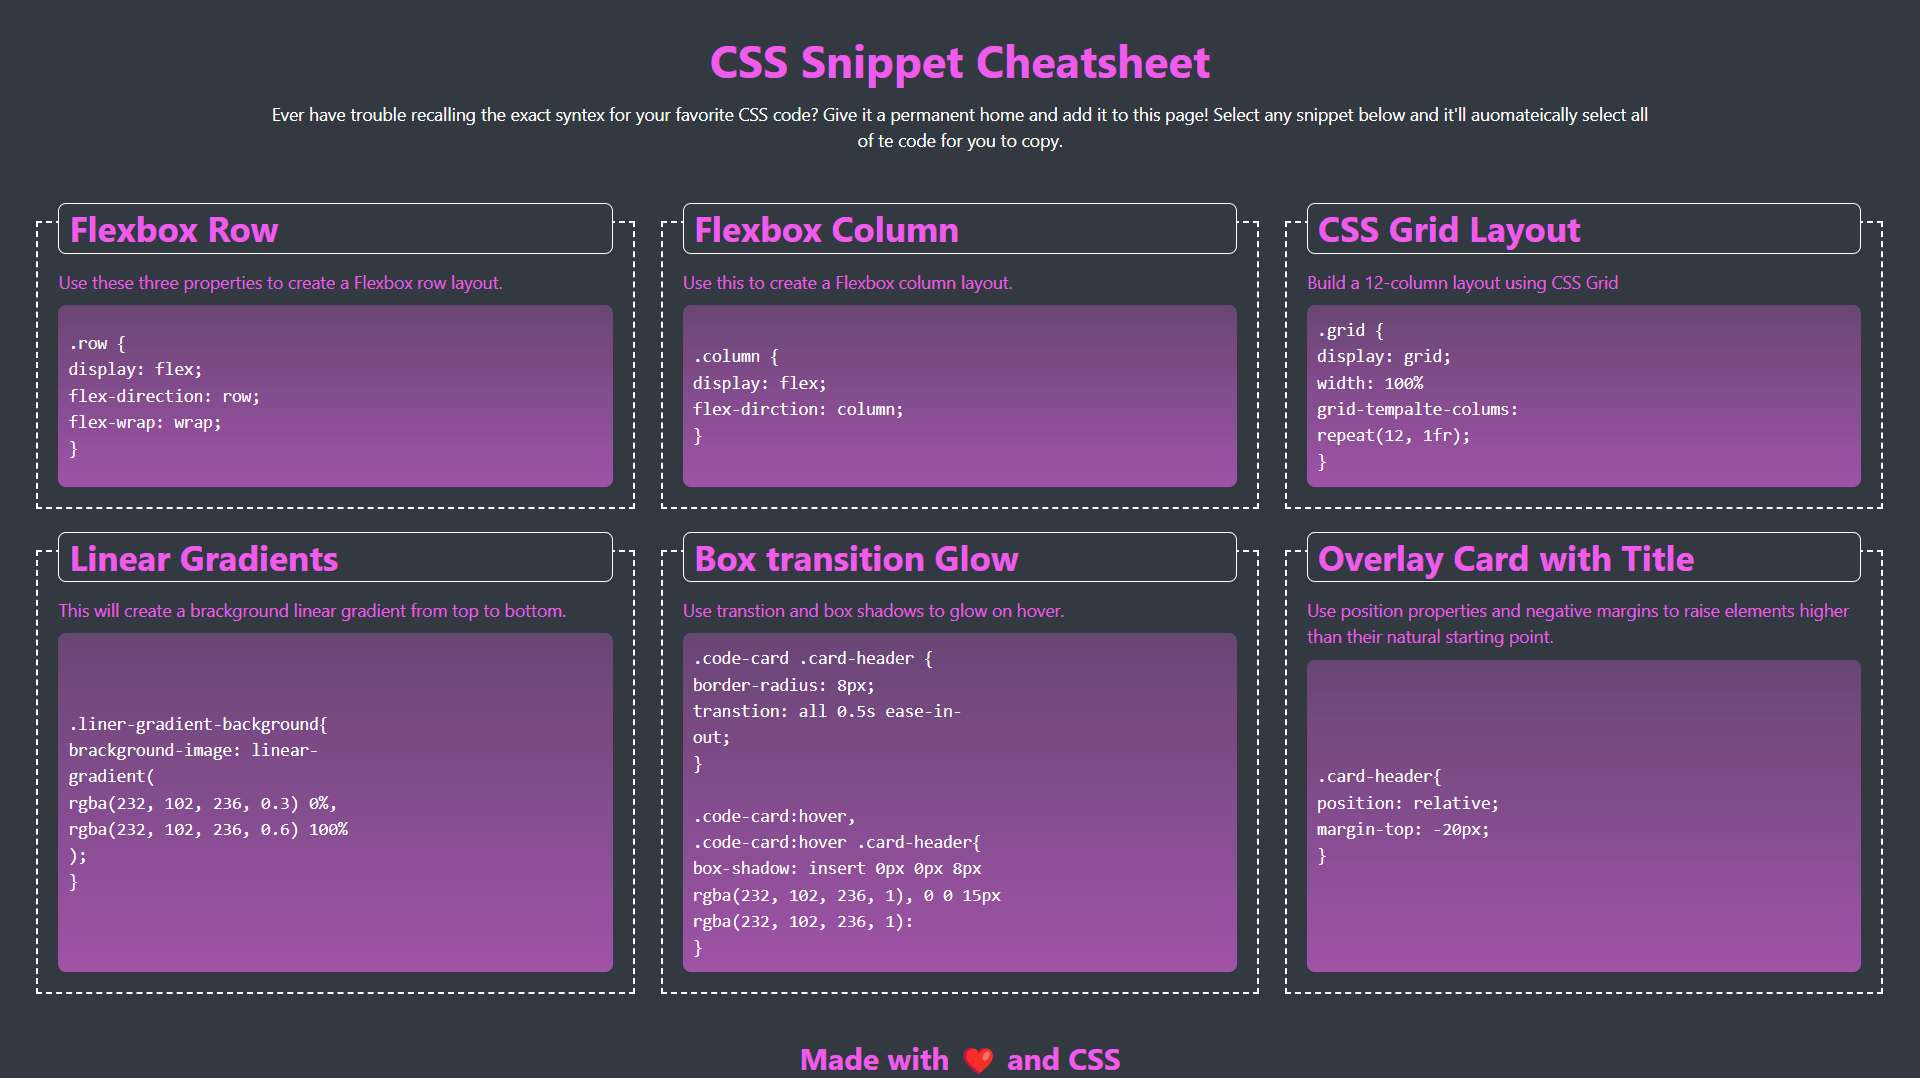 CSS Snippet Cheatsheet
Ever have trouble recalling the exact syntex for your favorite CSS code? Give it a permanent home and add it to this page! Select any snippet below and it'll auomateically select all
of te code for you to copy.
Flexbox Row
Use these three properties to create a Flexbox row layout.
.row {
display: flex;
flex-direction: row;
flex-wrap: wrap;
}
Flexbox Column
Use this to create a Flexbox column layout.
.column {
display: flex;
flex-dirction: column;
}
CSS Grid Layout
Build a 12-column layout using CSS Grid
.grid {
display: grid;
width: 100%
grid-tempalte-colums:
repeat(12, 1fr);
}
Linear Gradients
This will create a brackground linear gradient from top to bottom.
.liner-gradient-background{
brackground-image: linear-
gradient(
rgba(232, 102, 236, 0.3) 0%,
rgba(232, 102, 236, 0.6) 100%
);
}
Box transition Glow
Use transtion and box shadows to glow on hover.
.code-card .card-header {
border-radius: 8px;
transtion: all 0.5s ease-in-
out;
}
.code-card:hover,
.code-card:hover .card-header{
box-shadow: insert 0px 0px 8px
rgba(232, 102, 236, 1), 0 0 15px
rgba(232, 102, 236, 1):
}
Overlay Card with Title
Use position properties and negative margins to raise elements higher
than their natural starting point.
.card-header{
position: relative;
margin-top: -20px;
}
Made with ❤️ and CSS